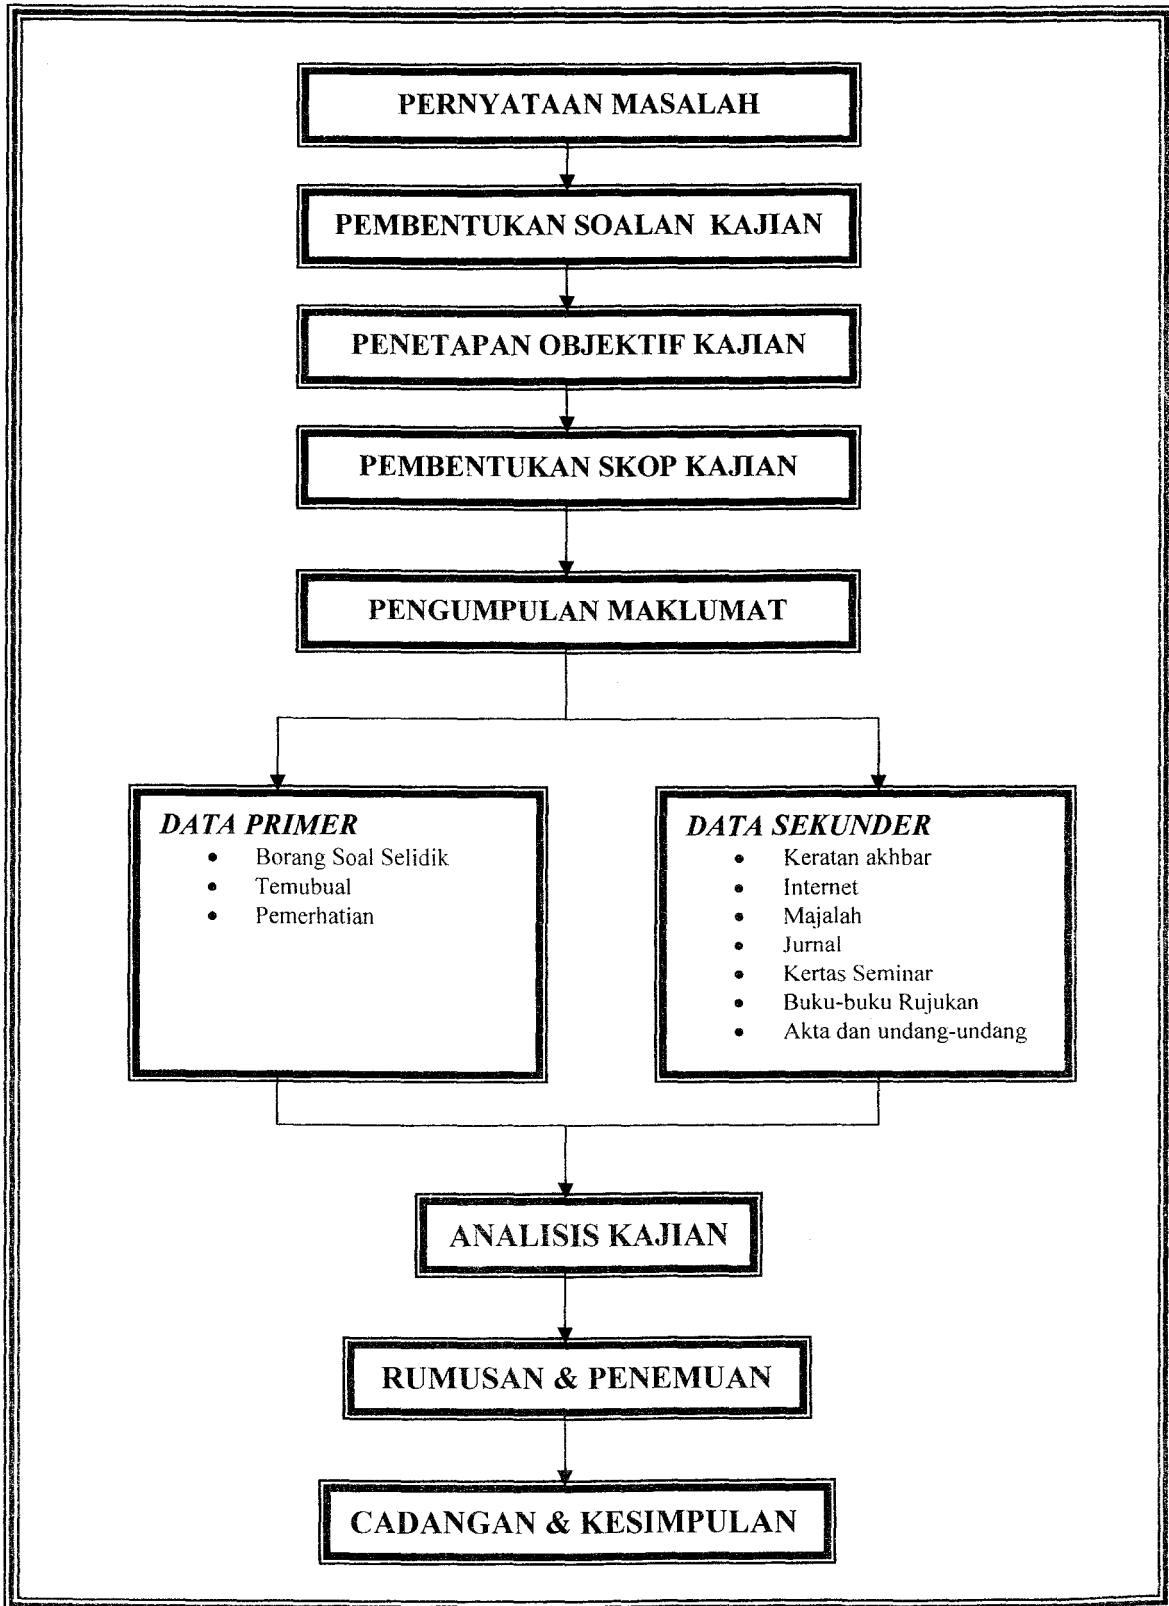 PERNYATAAN MASALAH
PEMBENTUKAN SOALAN KAJIAN
PENETAPAN OBJEKTIF KAJIAN
PEMBENTUKAN SKOP KAJIAN
PENGUMPULAN MAKLUMAT
DATA PRIMER
• Borang Soal Selidik
• Temubual
• Pemerhatian
DATA SEKUNDER
• Keratan akhbar
• Internet
• Majalah
• Jurnal
• Kertas Seminar
• Buku-buku Rujukan
• Akta dan undang-undang
ANALISIS KAJIAN
RUMUSAN & PENEMUAN
CADANGAN & KESIMPULAN